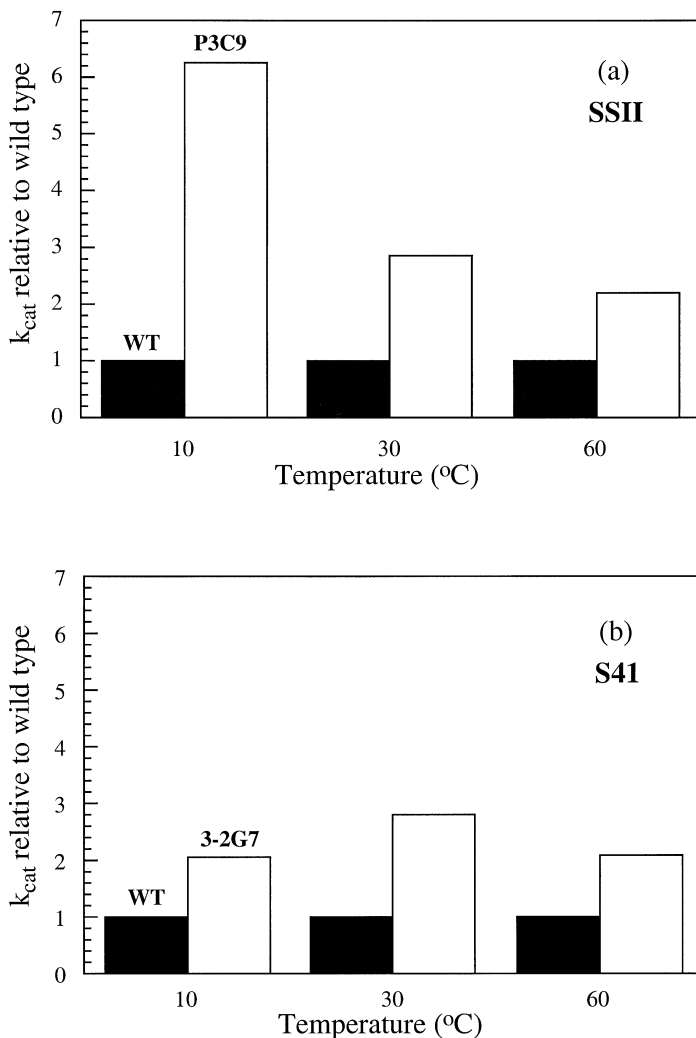 7
P3C9
(a)
6
SSII
5
4
3
2
WT
1
0
k_cat relative to wild type
10 30 60
Temperature (°C)
7
(b)
6
S41
5
4
3
3-2G7
2
WT
1
0
k_cat relative to wild type
10 30 60
Temperature (°C)